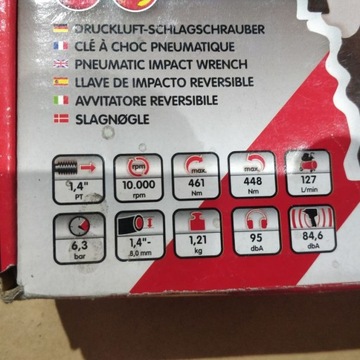 DRUCKLUFT-SCHLAGSCHRAUBER
CLÉ À CHOC PNEUMATIQUE
PNEUMATIC IMPACT WRENCH
LLAVE DE IMPACTO REVERSIBLE
AVVITATORE REVERSIBILE
SLAGNØGLE
1,4"
PT
rpm
10.000
rpm
max.
461
Nm
max.
448
Nm
127
L/min
6,3
bar
1,4"-
8,0mm
1,21
kg
95
dbA
84,6
dbA